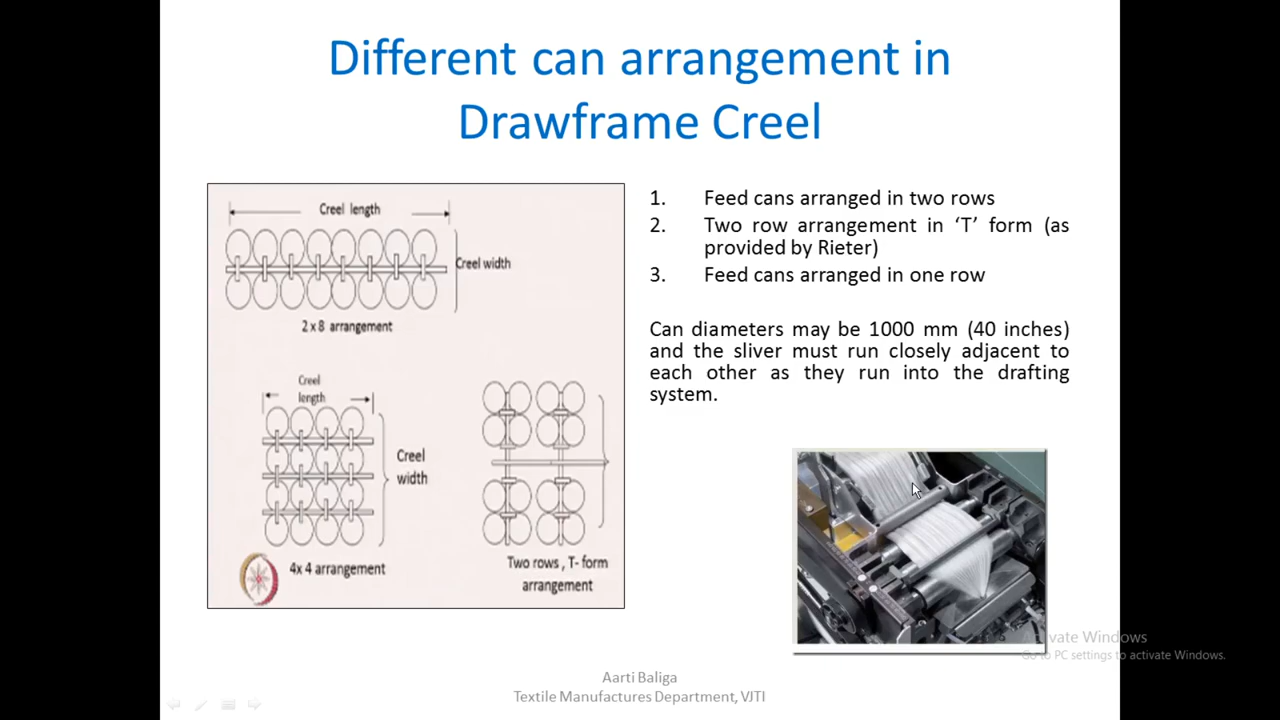 Different can arrangement in
Drawframe Creel
Creel length
Creel width
2 x 8 arrangement
Creel
length
Creel
width
4x 4 arrangement
Two rows , T- form
arrangement
1. Feed cans arranged in two rows
2. Two row arrangement in ‘T’ form (as
provided by Rieter)
3. Feed cans arranged in one row
Can diameters may be 1000 mm (40 inches)
and the sliver must run closely adjacent to
each other as they run into the drafting
system.
Activate Windows
Go to PC settings to activate Windows.
Aarti Baliga
Textile Manufactures Department, VJTI